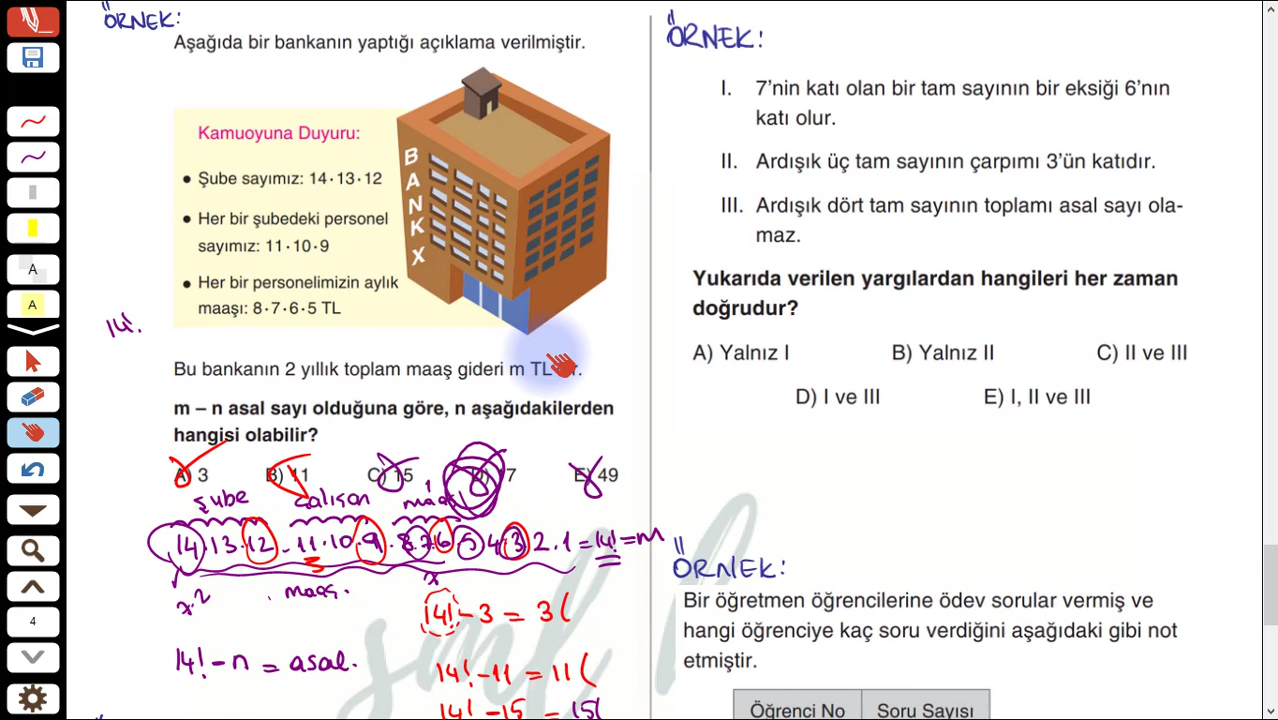 ÖRNEK:
Aşağıda bir bankanın yaptığı açıklama verilmiştir.
Kamuoyuna Duyuru:
• Şube sayımız: 14·13·12
• Her bir şubedeki personel
sayımız: 11·10·9
• Her bir personelimizin aylık
maaşı: 8·7·6·5 TL
BANK X
14!
Bu bankanın 2 yıllık toplam maaş gideri m TL
m – n asal sayı olduğuna göre, n aşağıdakilerden
hangisi olabilir?
A) 3 B) 11 C) 15 7 E) 49
Şube çalışan maaş
14·13·12·11·10·9·8·7·6·5 4 3 2·1=14!=m
maaş.
14!-3=3(
14!-n=asal.
14!-11=11(
14!-15=15(
ÖRNEK:
I. 7’nin katı olan bir tam sayının bir eksiği 6’nın
katı olur.
II. Ardışık üç tam sayının çarpımı 3’ün katıdır.
III. Ardışık dört tam sayının toplamı asal sayı ola-
maz.
Yukarıda verilen yargılardan hangileri her zaman
doğrudur?
A) Yalnız I B) Yalnız II C) II ve III
D) I ve III E) I, II ve III
ÖRNEK:
Bir öğretmen öğrencilerine ödev sorular vermiş ve
hangi öğrenciye kaç soru verdiğini aşağıdaki gibi not
etmiştir.
Öğrenci No Soru Sayısı
A
A
4